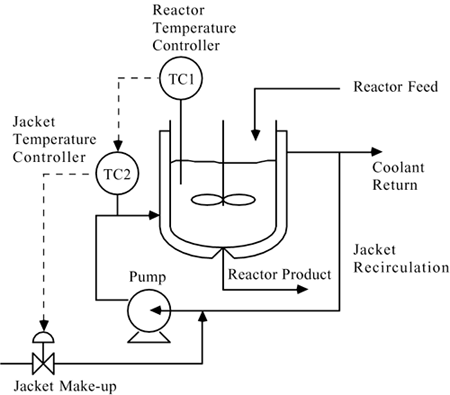 Reactor
Temperature
Controller
TC1
Reactor Feed
Jacket
Temperature
Controller
TC2
Coolant
Return
Jacket
Recirculation
Reactor Product
Pump
Jacket Make-up